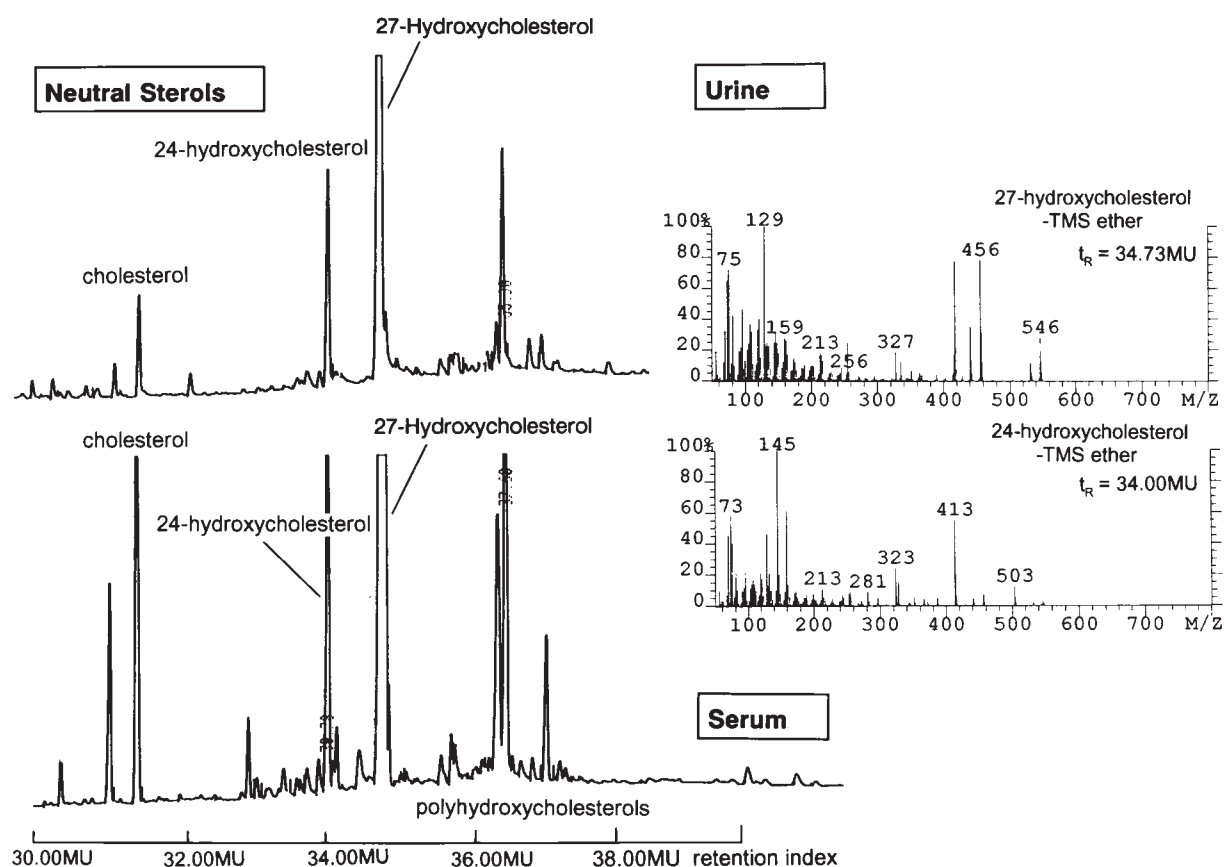 27-Hydroxycholesterol
Neutral Sterols
24-hydroxycholesterol
cholesterol
Urine
27-hydroxycholesterol
-TMS ether
tR = 34.73MU
100%
80
60
40
20
0
75
129
159
213
256
327
456
546
100 200 300 400 500 600 700 M/Z
cholesterol
27-Hydroxycholesterol
24-hydroxycholesterol
24-hydroxycholesterol
-TMS ether
tR = 34.00MU
100%
80
60
40
20
0
73
145
213
281
323
413
503
100 200 300 400 500 600 700 M/Z
Serum
polyhydroxycholesterols
30.00MU 32.00MU 34.00MU 36.00MU 38.00MU retention index